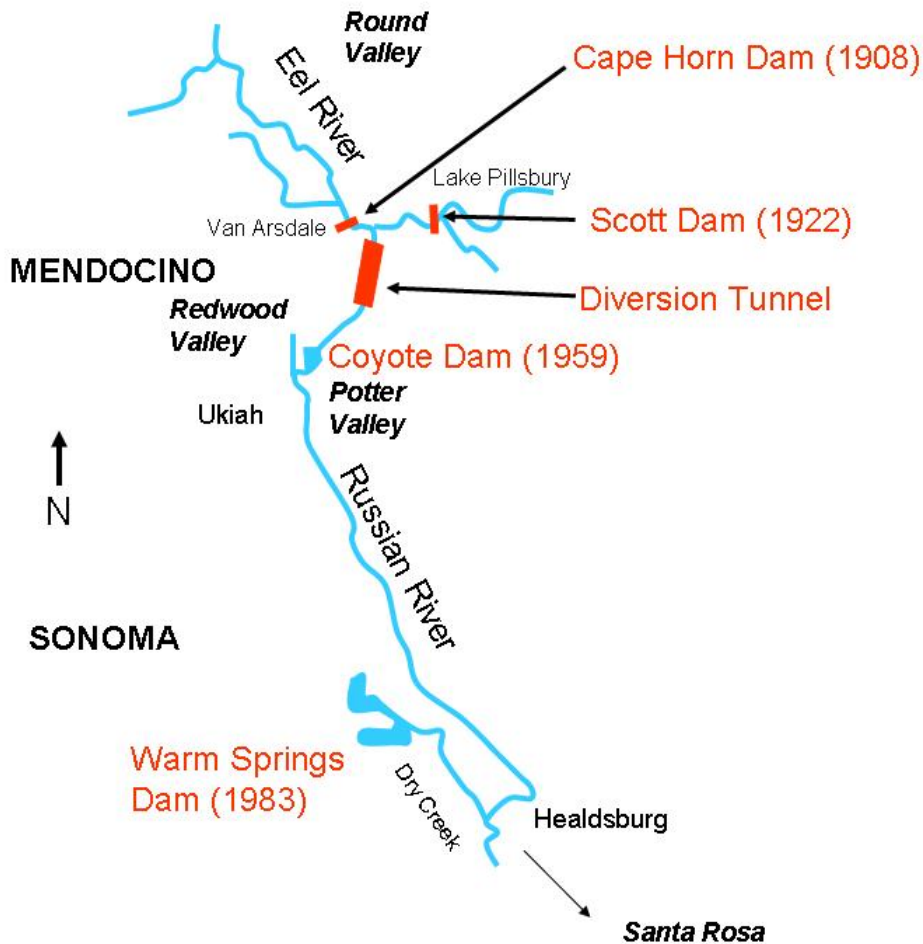 Round
Valley
Cape Horn Dam (1908)
Eel River
Lake Pillsbury
Van Arsdale
Scott Dam (1922)
MENDOCINO
Diversion Tunnel
Redwood
Valley
Coyote Dam (1959)
Potter
Valley
Ukiah
N
Russian River
SONOMA
Warm Springs
Dam (1983)
Dry Creek
Healdsburg
Santa Rosa